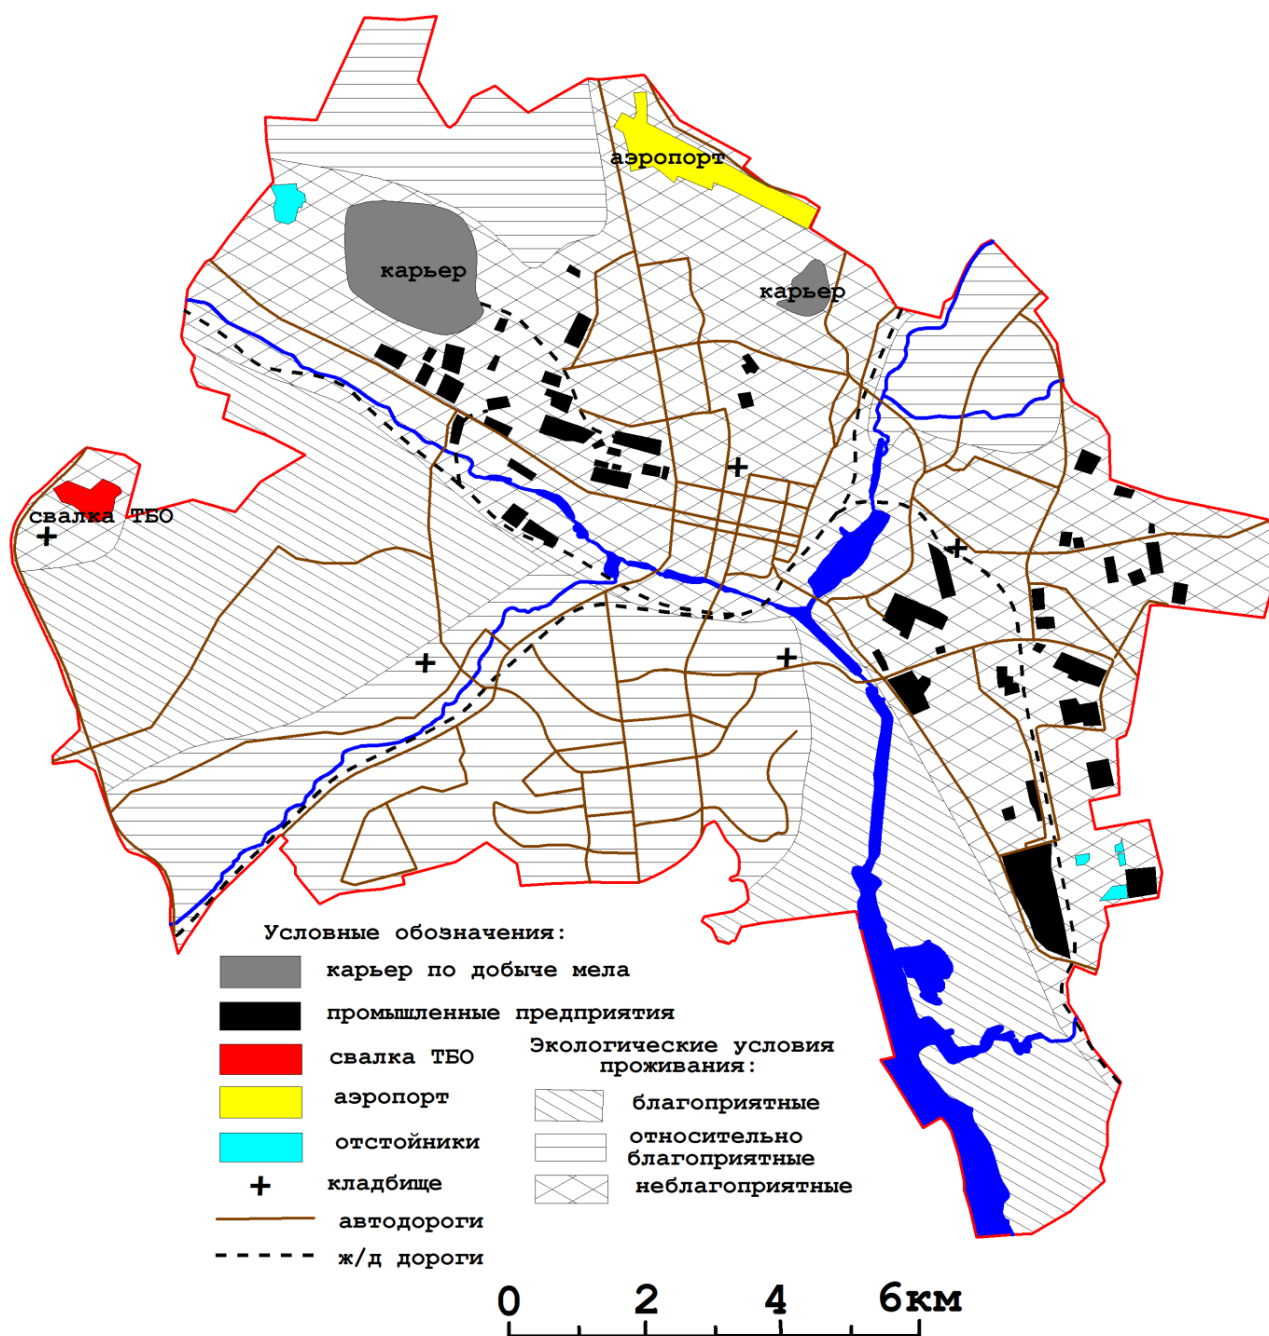 аэропорт
карьер
карьер
свалка ТБО
Условные обозначения:
карьер по добыче мела
промышленные предприятия
свалка ТБО
аэропорт
отстойники
кладбище
автодороги
ж/д дороги
Экологические условия
проживания:
благоприятные
относительно
благоприятные
неблагоприятные
0 2 4 6км